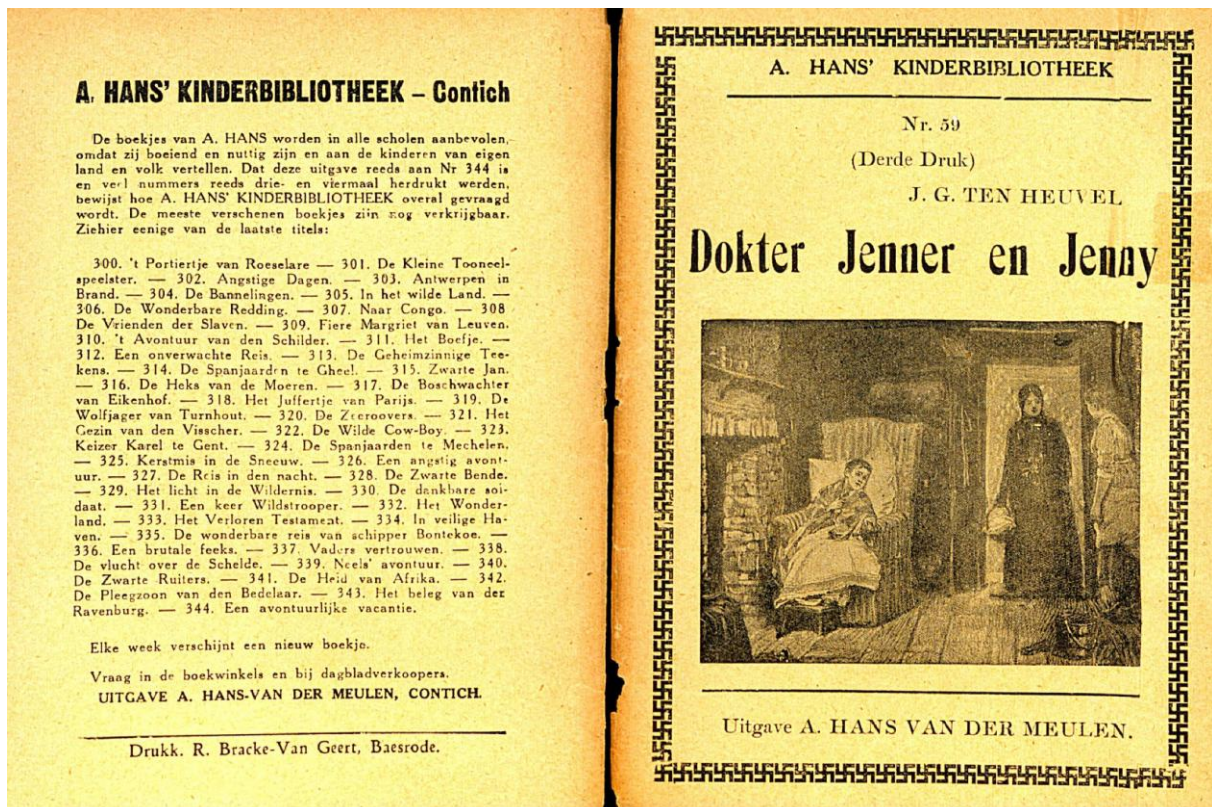 A. HANS' KINDERBIBLIOTHEEK – Contich
De boekjes van A. HANS worden in alle scholen aanbevolen,
omdat zij boeiend en nuttig zijn en aan de kinderen van eigen
land en volk vertellen. Dat deze uitgave reeds aan Nr 344 is
en veel nummers reeds drie- en viermaal herdrukt werden,
bewijst hoe A. HANS' KINDERBIBLIOTHEEK overal gevraagd
wordt. De meeste verschenen boekjes zijn nog verkrijgbaar.
Ziehier eenige van de laatste titels:
300. 't Portiertje van Roeselare — 301. De Kleine Tooneel-
speelster. — 302. Angstige Dagen. — 303. Antwerpen in
Brand. — 304. De Bannelingen. — 305. In het wilde Land. —
306. De Wonderbare Redding. — 307. Naar Congo. — 308
De Vrienden der Slaven. — 309. Fiere Margriet van Leuven.
310. 't Avontuur van den Schilder. — 311. Het Boefje. —
312. Een onverwachte Reis. — 313. De Geheimzinnige Tee-
kens. — 314. De Spanjaarden te Gheel. — 315. Zwarte Jan.
— 316. De Heks van de Moeren. — 317. De Boschwachter
van Eikenhof. — 318. Het Juffertje van Parijs. — 319. De
Wolfjager van Turnhout. — 320. De Zeeroovers. — 321. Het
Gezin van den Visscher. — 322. De Wilde Cow-Boy. — 323.
Keizer Karel te Gent. — 324. De Spanjaarden te Mechelen.
— 325. Kerstmis in de Sneeuw. — 326. Een angstig avont-
uur. — 327. De Reis in den nacht. — 328. De Zwarte Bende.
— 329. Het licht in de Wildernis. — 330. De dankbare sol-
daat. — 331. Een keer Wildstrooper. — 332. Het Wonder-
land. — 333. Het Verloren Testament. — 334. In veilige Ha-
ven. — 335. De wonderbare reis van schipper Bontekoe. —
336. Een brutale feeks. — 337. Vaders vertrouwen. — 338.
De vlucht over de Schelde. — 339. Neels' avontuur. — 340.
De Zwarte Ruiters. — 341. De Held van Afrika. — 342.
De Pleegzoon van den Bedelaar. — 343. Het beleg van der
Ravenburg. — 344. Een avontuurlijke vacantie.
Elke week verschijnt een nieuw boekje.
Vraag in de boekwinkels en bij dagbladverkoopers.
UITGAVE A. HANS-VAN DER MEULEN, CONTICH.
Drukk. R. Bracke-Van Geert, Baesrode.
A. HANS' KINDERBIBLIOTHEEK
Nr. 59
(Derde Druk)
J. G. TEN HEUVEL
Dokter Jenner en Jenny
Uitgave A. HANS VAN DER MEULEN.